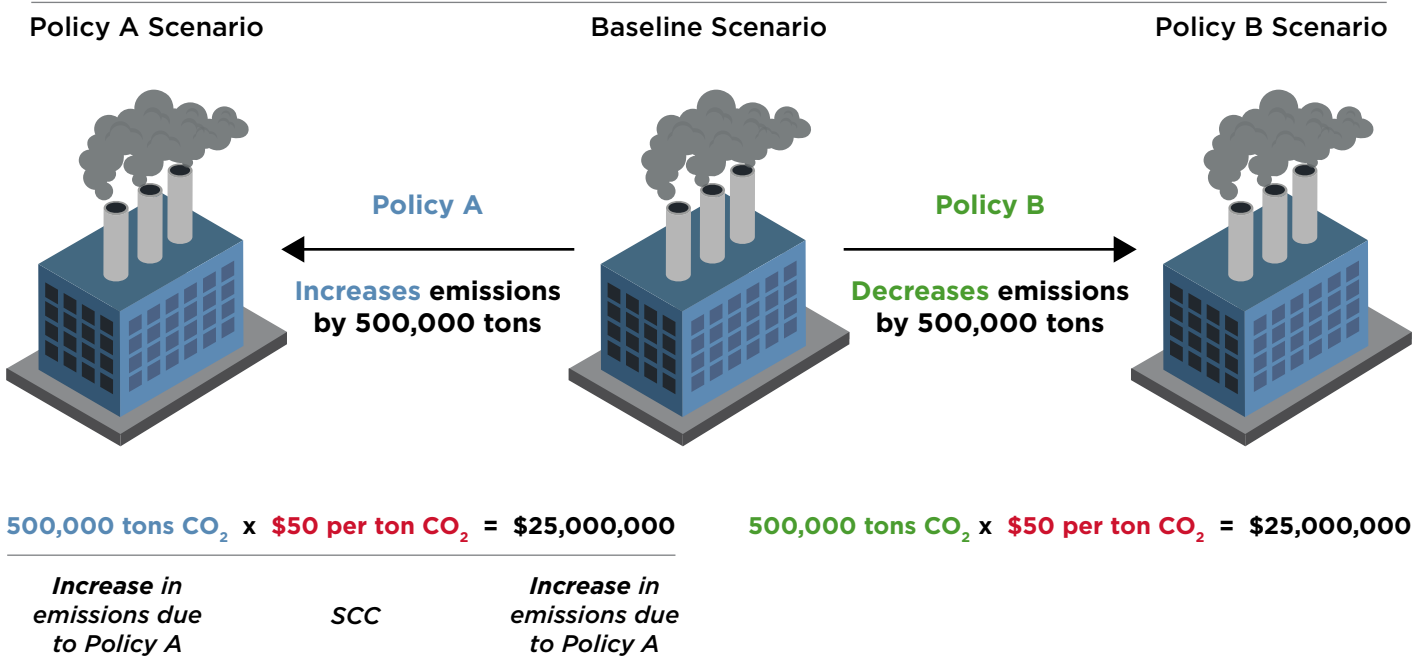 Policy A Scenario
Baseline Scenario
Policy B Scenario
Policy A
Increases emissions
by 500,000 tons
Policy B
Decreases emissions
by 500,000 tons
500,000 tons CO₂ x $50 per ton CO₂ = $25,000,000
Increase in
emissions due
to Policy A
SCC
Increase in
emissions due
to Policy A
500,000 tons CO₂ x $50 per ton CO₂ = $25,000,000